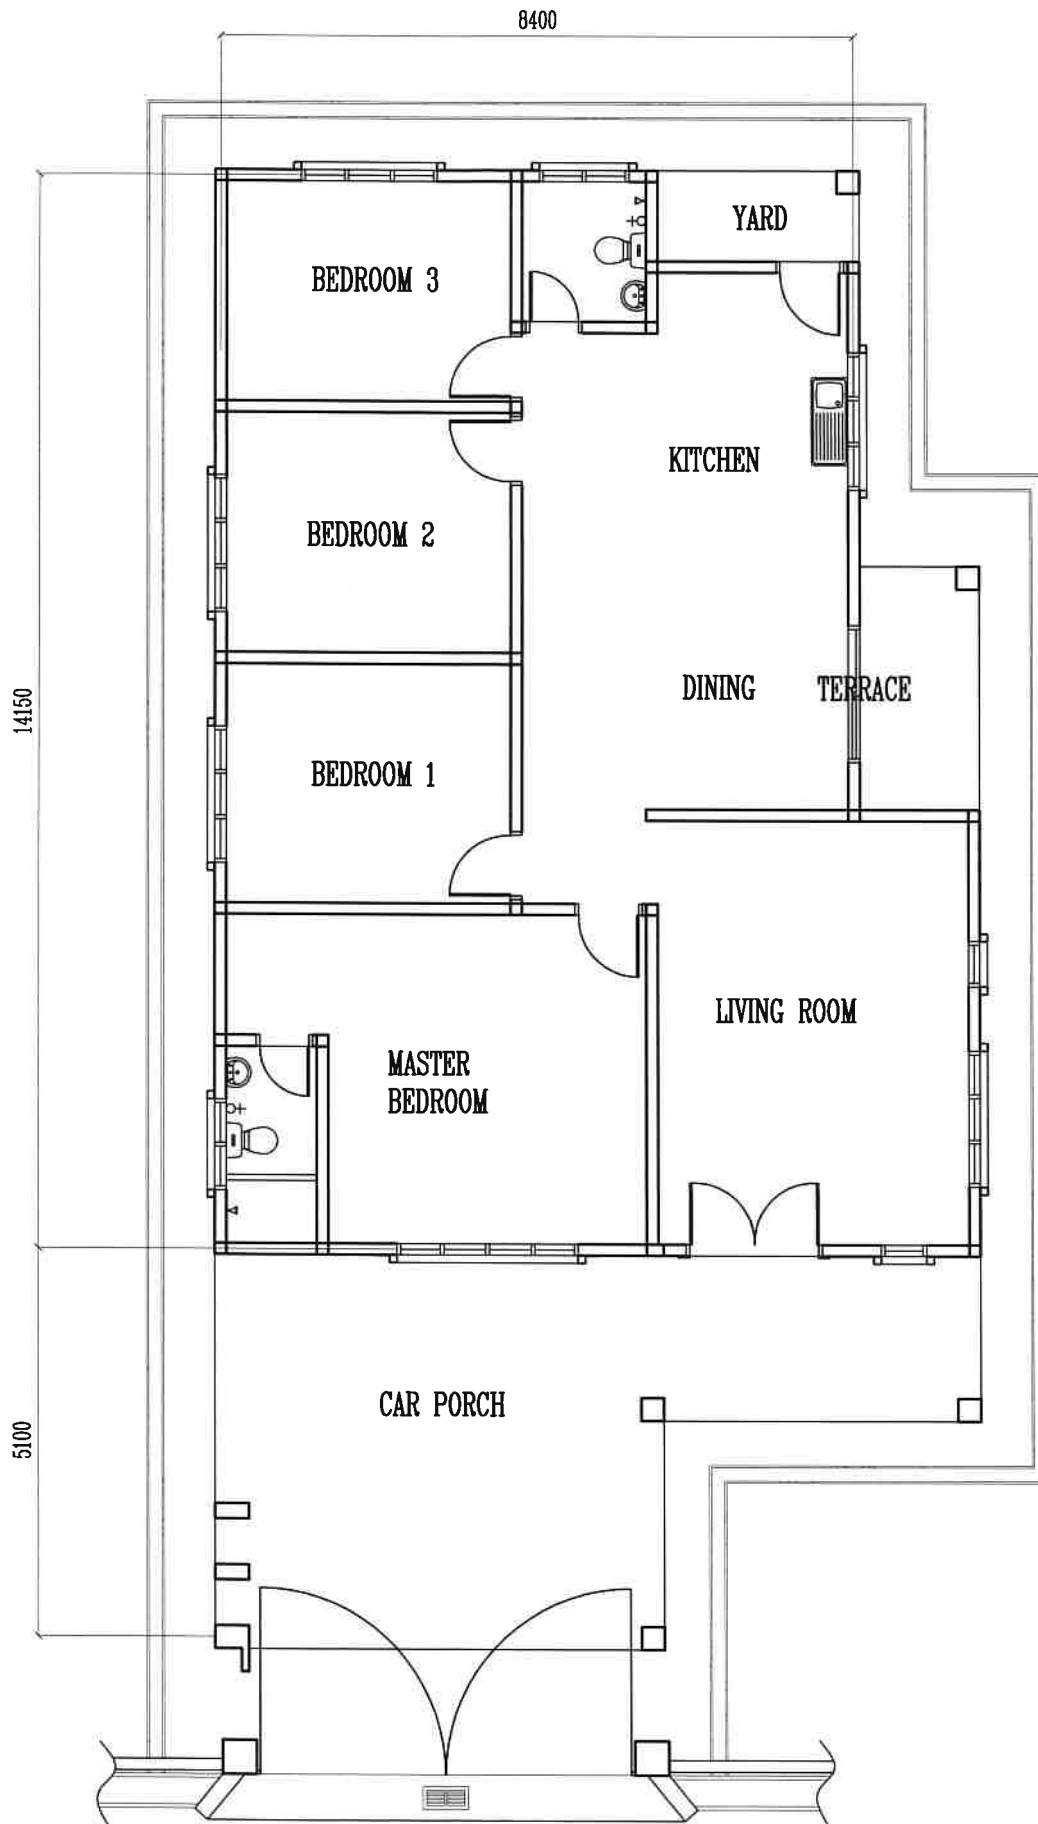 8400
YARD
BEDROOM 3
KITCHEN
BEDROOM 2
DINING
TERRACE
14150
BEDROOM 1
LIVING ROOM
MASTER
BEDROOM
CAR PORCH
5100